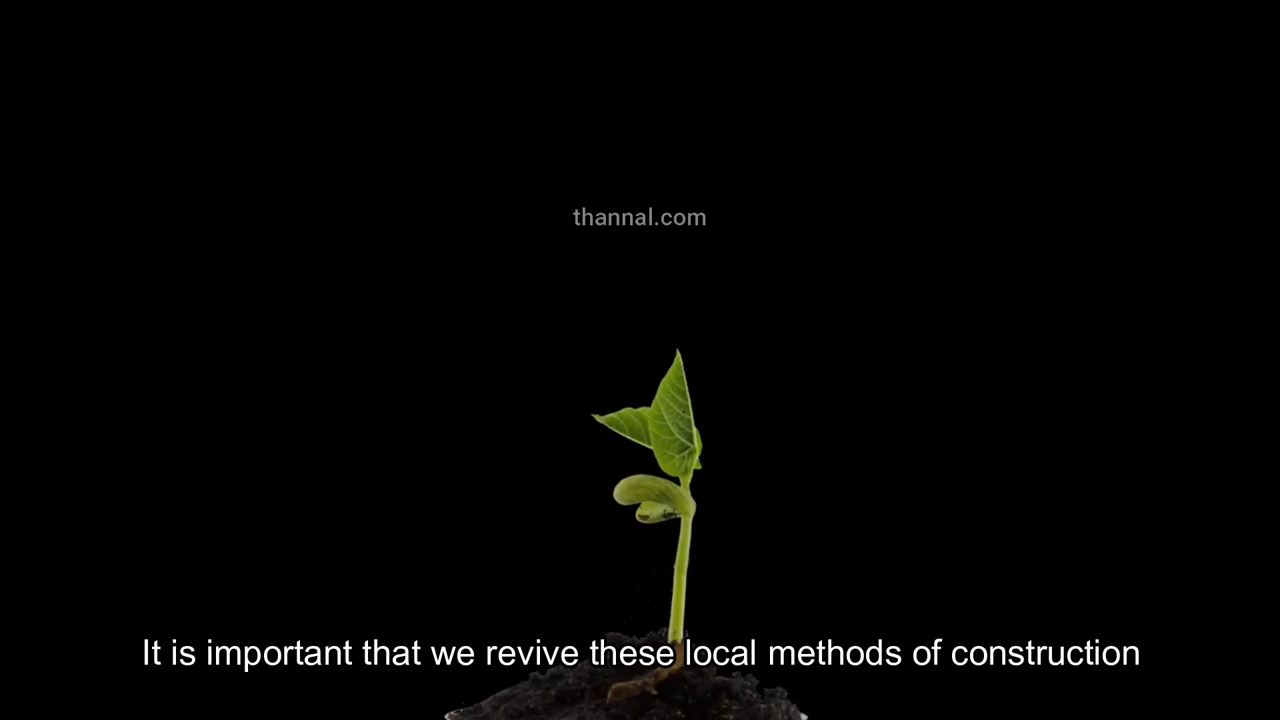 thannal.com
It is important that we revive these local methods of construction